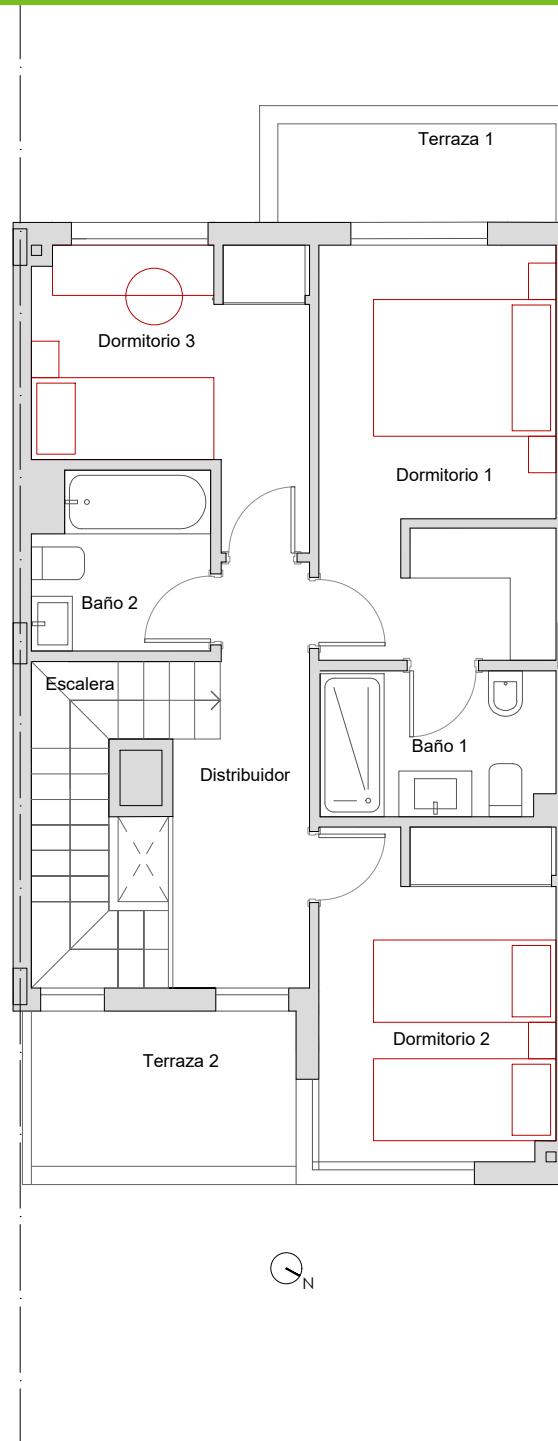 Terraza 1
Dormitorio 3
Dormitorio 1
Baño 2
Escalera
Baño 1
Distribuidor
Dormitorio 2
Terraza 2
N